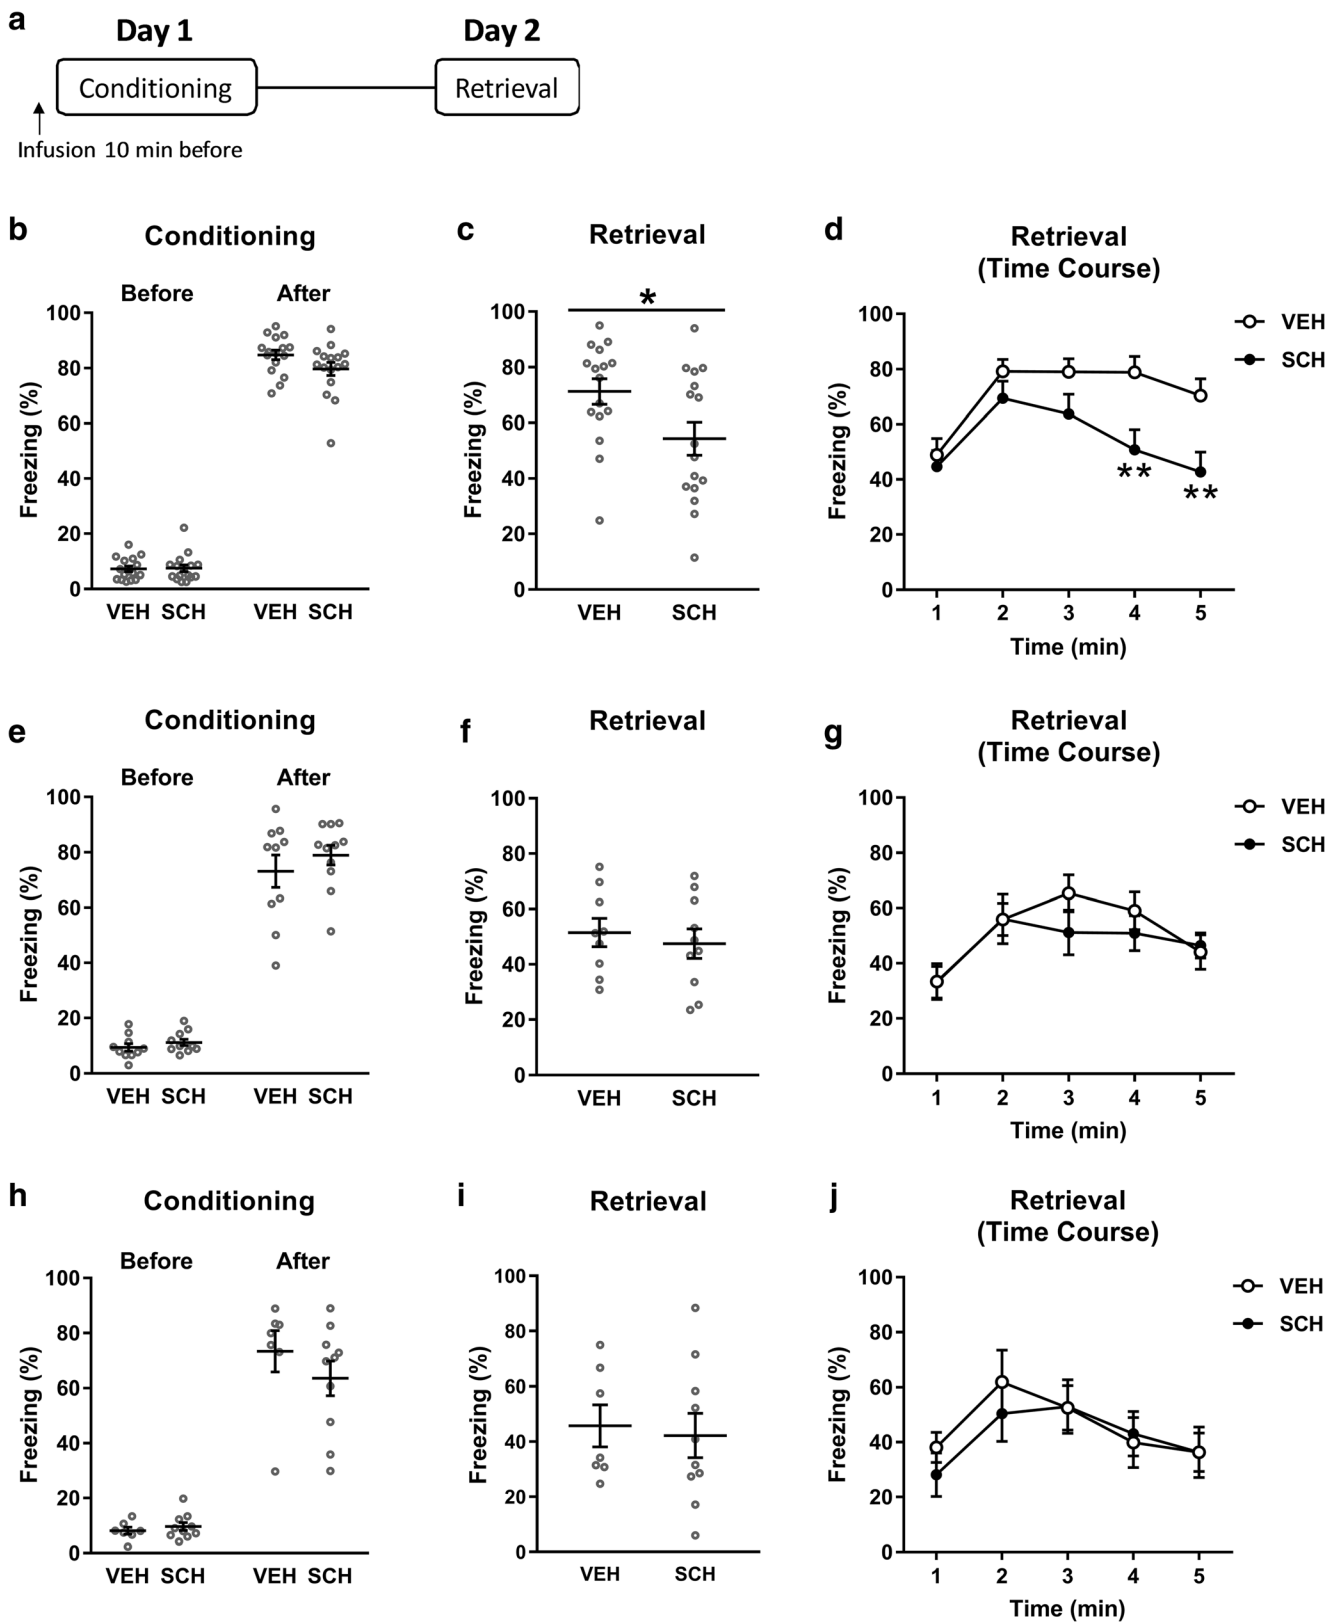 a
Day 1
Day 2
Conditioning
Retrieval
Infusion 10 min before
b
Conditioning
Before
After
Freezing (%)
100
80
60
40
20
0
VEH SCH VEH SCH
c
Retrieval
*
Freezing (%)
100
80
60
40
20
0
VEH SCH
d
Retrieval
(Time Course)
VEH
SCH
Freezing (%)
100
80
60
40
20
0
**
**
1 2 3 4 5
Time (min)
e
Conditioning
Before
After
Freezing (%)
100
80
60
40
20
0
VEH SCH VEH SCH
f
Retrieval
Freezing (%)
100
80
60
40
20
0
VEH SCH
g
Retrieval
(Time Course)
VEH
SCH
Freezing (%)
100
80
60
40
20
0
1 2 3 4 5
Time (min)
h
Conditioning
Before
After
Freezing (%)
100
80
60
40
20
0
VEH SCH VEH SCH
i
Retrieval
Freezing (%)
100
80
60
40
20
0
VEH SCH
j
Retrieval
(Time Course)
VEH
SCH
Freezing (%)
100
80
60
40
20
0
1 2 3 4 5
Time (min)